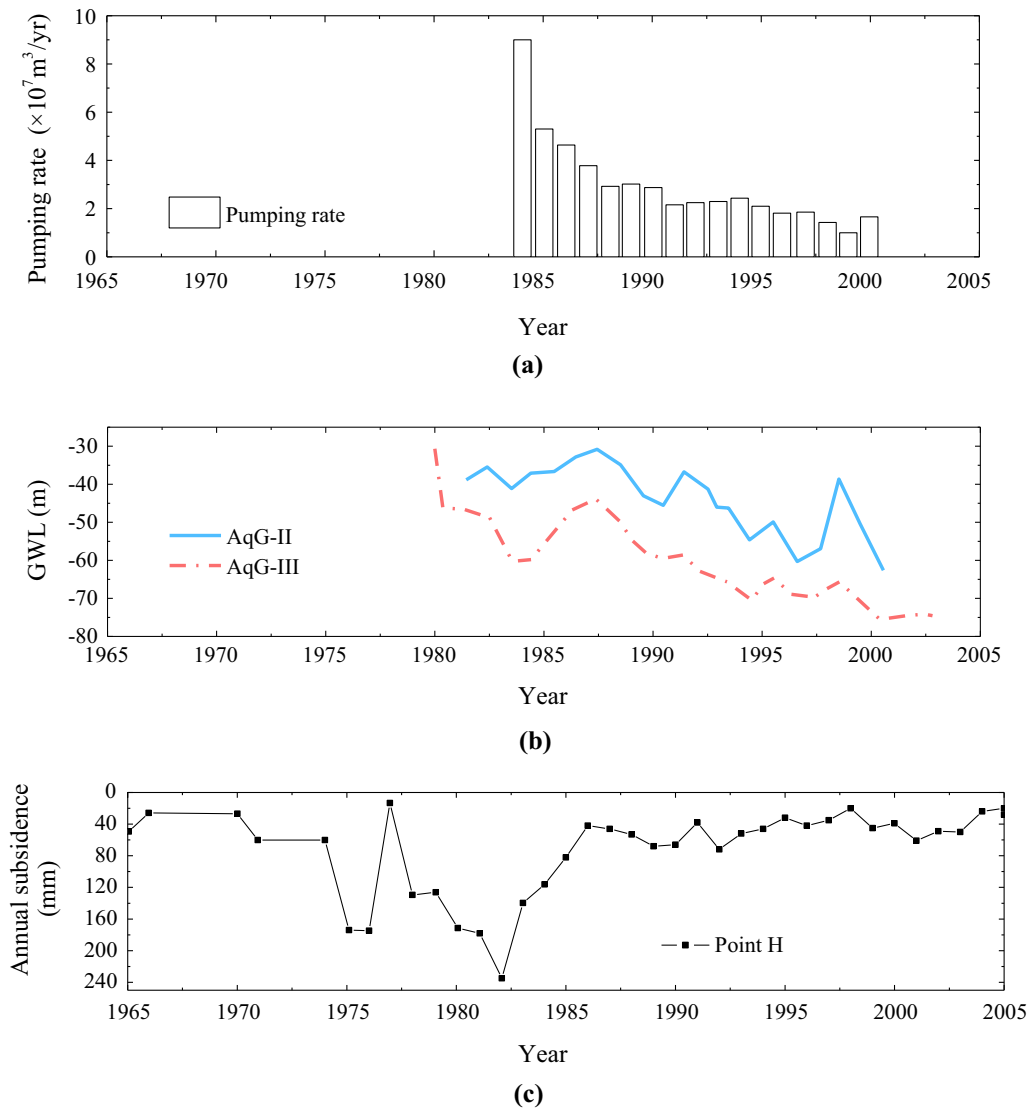 Pumping rate (×10⁷ m³/yr)
10
8
6
4
2
0
Pumping rate
1965 1970 1975 1980 1985 1990 1995 2000 2005
Year
(a)
GWL (m)
-30
-40
-50
-60
-70
-80
AqG-II
AqG-III
1965 1970 1975 1980 1985 1990 1995 2000 2005
Year
(b)
Annual subsidence
(mm)
0
40
80
120
160
200
240
Point H
1965 1970 1975 1980 1985 1990 1995 2000 2005
Year
(c)